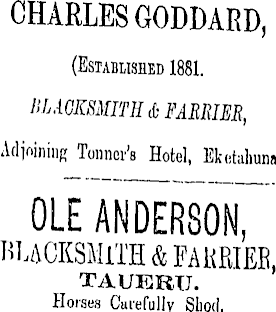 CHARLES GODDARD,
(ESTABLISHED 1881.
BLACKSMITH & FARRIER,
Adjoining Tonner's Hotel, Eketahuna
OLE ANDERSON,
BLACKSMITH & FARRIER,
TAUERU.
Horses Carefully Shod.